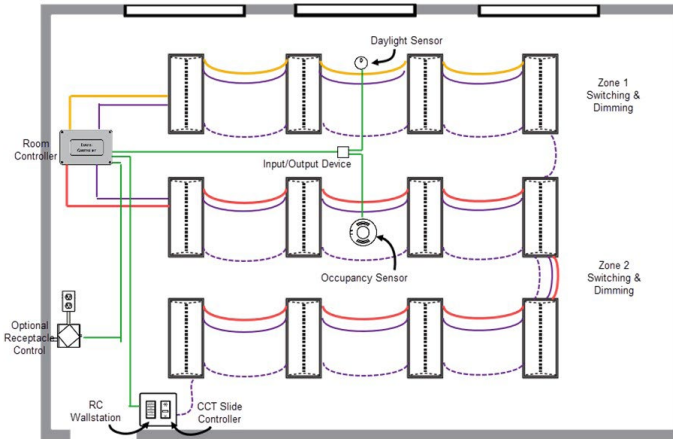 Daylight Sensor
Zone 1
Switching &
Dimming
Room
Controller
Input/Output Device
Occupancy Sensor
Zone 2
Switching &
Dimming
Optional
Receptacle
Control
RC
Wallstation
CCT Slide
Controller